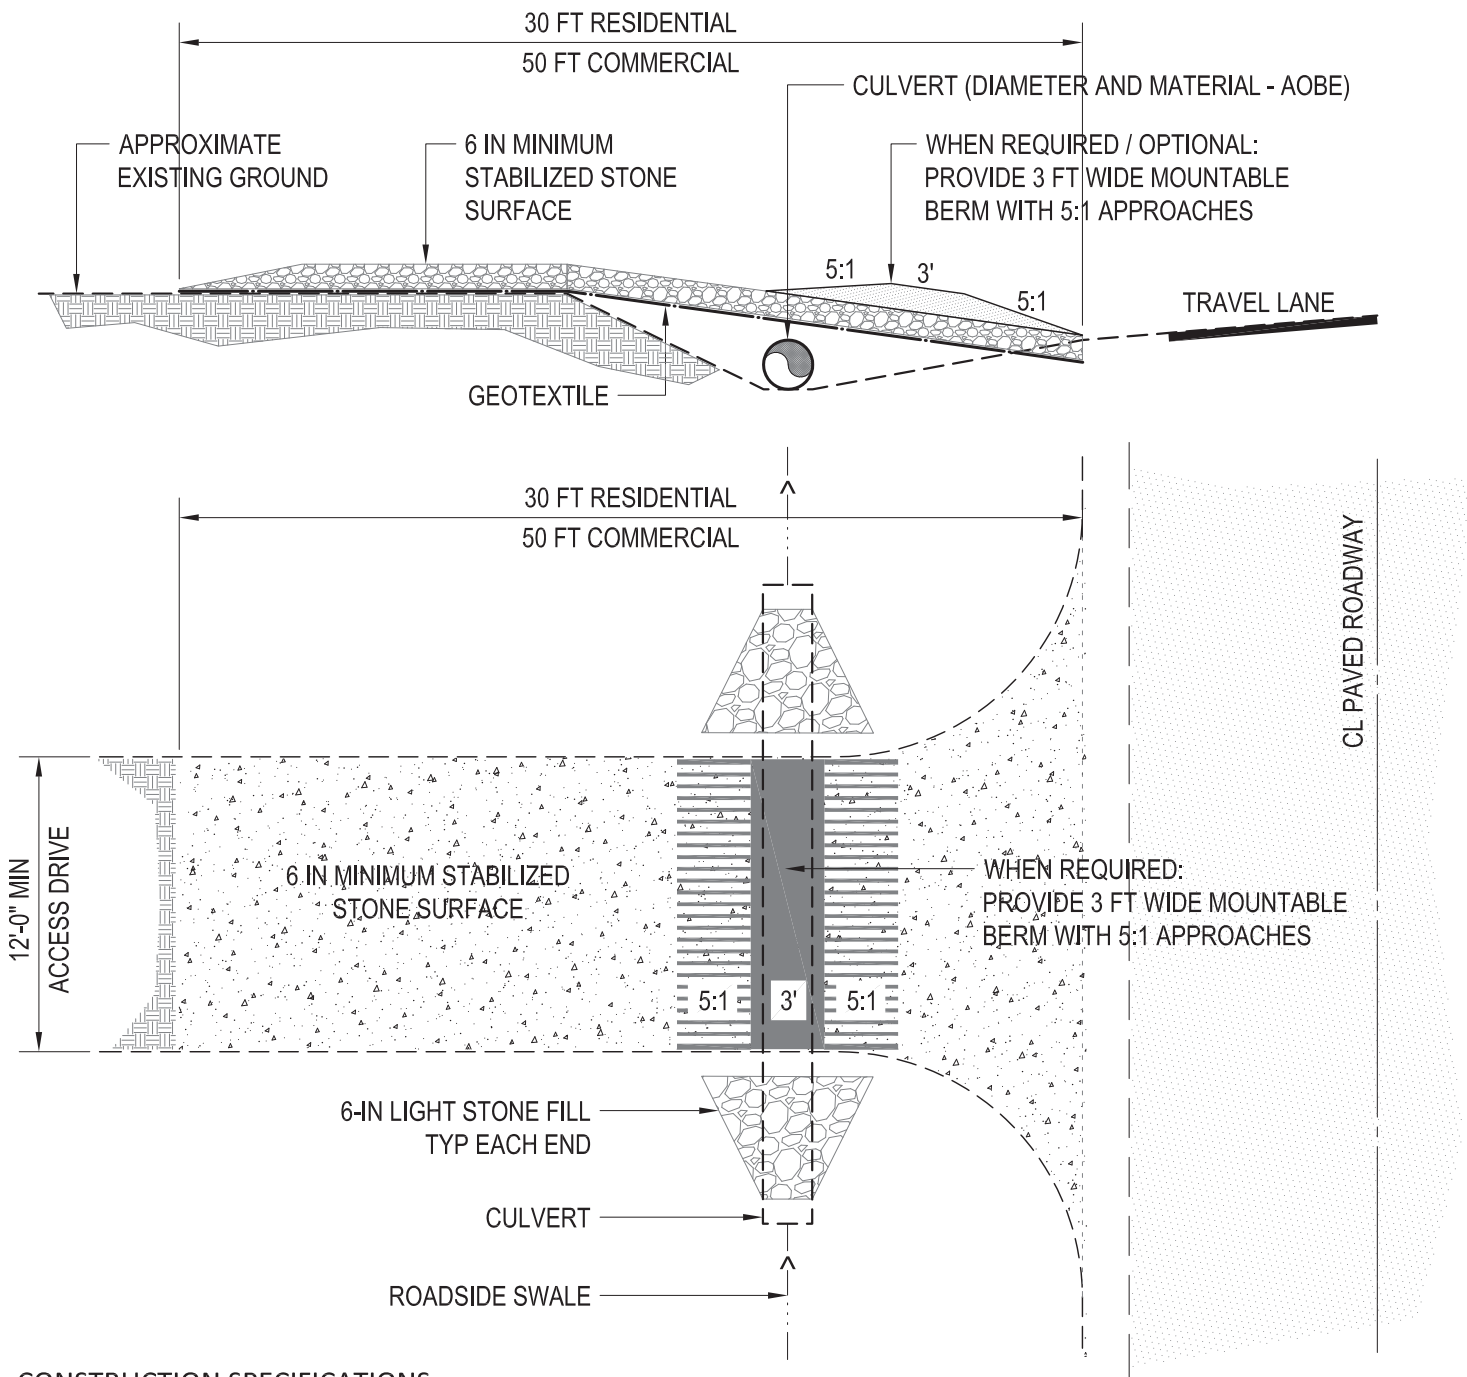 30 FT RESIDENTIAL
50 FT COMMERCIAL
CULVERT (DIAMETER AND MATERIAL - AOBE)
APPROXIMATE
EXISTING GROUND
6 IN MINIMUM
STABILIZED STONE
SURFACE
WHEN REQUIRED / OPTIONAL:
PROVIDE 3 FT WIDE MOUNTABLE
BERM WITH 5:1 APPROACHES
5:1
3'
5:1
TRAVEL LANE
GEOTEXTILE
30 FT RESIDENTIAL
50 FT COMMERCIAL
CL PAVED ROADWAY
12'-0" MIN
ACCESS DRIVE
6 IN MINIMUM STABILIZED
STONE SURFACE
WHEN REQUIRED:
PROVIDE 3 FT WIDE MOUNTABLE
BERM WITH 5:1 APPROACHES
5:1
3'
5:1
6-IN LIGHT STONE FILL
TYP EACH END
CULVERT
ROADSIDE SWALE
CONSTRUCTION SPECIFICATIONS